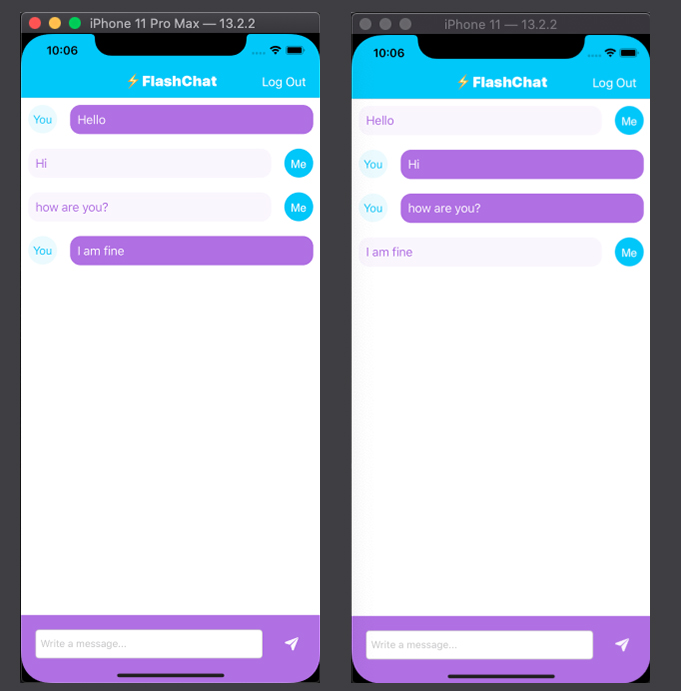 iPhone 11 Pro Max — 13.2.2
10:06
⚡FlashChat
Log Out
You
Hello
Hi
Me
how are you?
Me
You
I am fine
Write a message...
iPhone 11 — 13.2.2
10:06
⚡FlashChat
Log Out
Hello
Me
You
Hi
You
how are you?
I am fine
Me
Write a message...